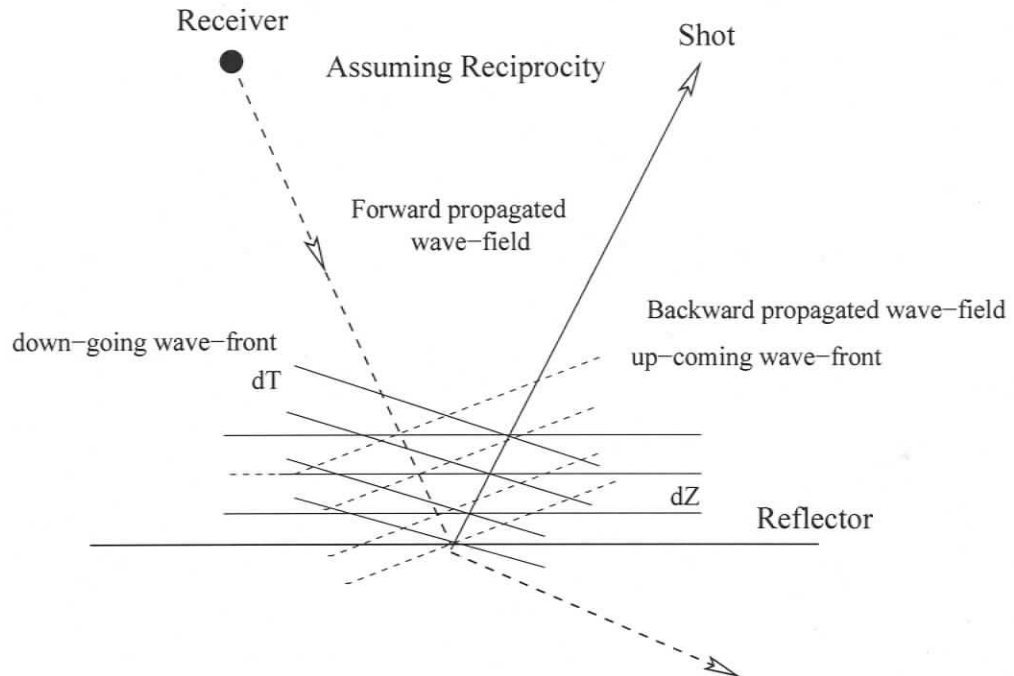 Receiver
Shot
Assuming Reciprocity
Forward propagated
wave−field
Backward propagated wave−field
down−going wave−front
up−coming wave−front
dT
dZ
Reflector